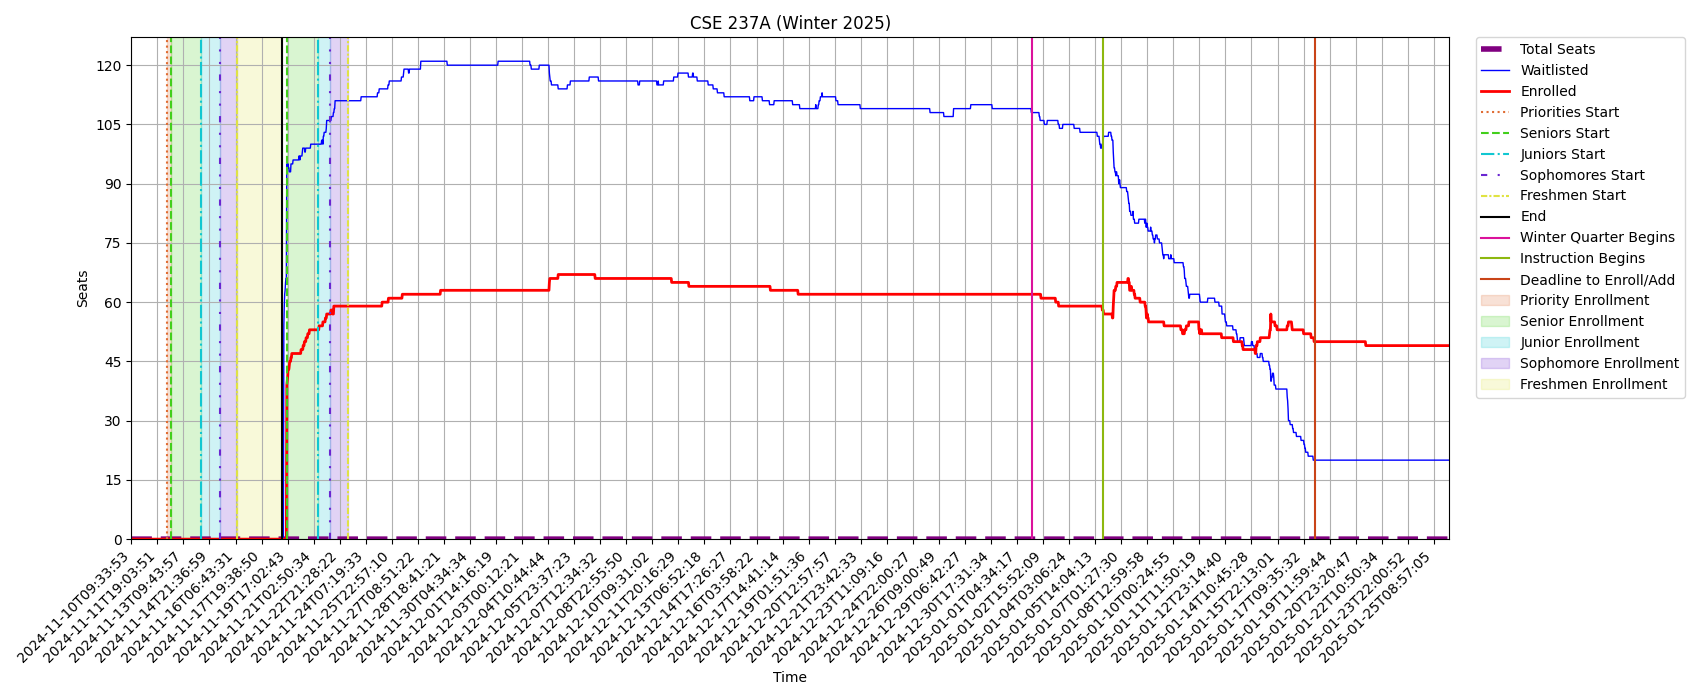 CSE 237A (Winter 2025)
120
105
90
75
60
45
30
15
0
Seats
2024-11-10T09:33:53
2024-11-11T19:03:51
2024-11-13T09:43:57
2024-11-14T21:36:59
2024-11-16T06:43:31
2024-11-17T19:38:50
2024-11-19T17:02:43
2024-11-21T02:50:34
2024-11-22T21:28:22
2024-11-24T07:19:33
2024-11-25T22:57:10
2024-11-27T08:51:22
2024-11-28T18:41:21
2024-11-30T04:34:34
2024-12-01T14:16:19
2024-12-03T00:12:21
2024-12-04T10:44:44
2024-12-05T23:37:23
2024-12-07T12:34:32
2024-12-08T22:55:50
2024-12-10T09:31:02
2024-12-11T20:16:29
2024-12-13T06:52:18
2024-12-14T17:26:27
2024-12-16T03:58:22
2024-12-17T14:41:14
2024-12-19T01:51:36
2024-12-20T12:57:57
2024-12-21T23:42:33
2024-12-23T11:09:16
2024-12-24T22:00:27
2024-12-26T09:00:49
2024-12-29T06:42:27
2024-12-30T17:31:34
2025-01-01T04:34:17
2025-01-02T15:52:09
2025-01-04T03:06:24
2025-01-05T14:04:13
2025-01-07T01:27:30
2025-01-08T12:59:58
2025-01-10T00:24:55
2025-01-11T11:50:19
2025-01-12T23:14:40
2025-01-14T10:45:28
2025-01-15T22:13:01
2025-01-17T09:35:32
2025-01-19T11:59:44
2025-01-20T23:20:47
2025-01-22T10:50:34
2025-01-23T22:00:52
2025-01-25T08:57:05
Time
Total Seats
Waitlisted
Enrolled
Priorities Start
Seniors Start
Juniors Start
Sophomores Start
Freshmen Start
End
Winter Quarter Begins
Instruction Begins
Deadline to Enroll/Add
Priority Enrollment
Senior Enrollment
Junior Enrollment
Sophomore Enrollment
Freshmen Enrollment